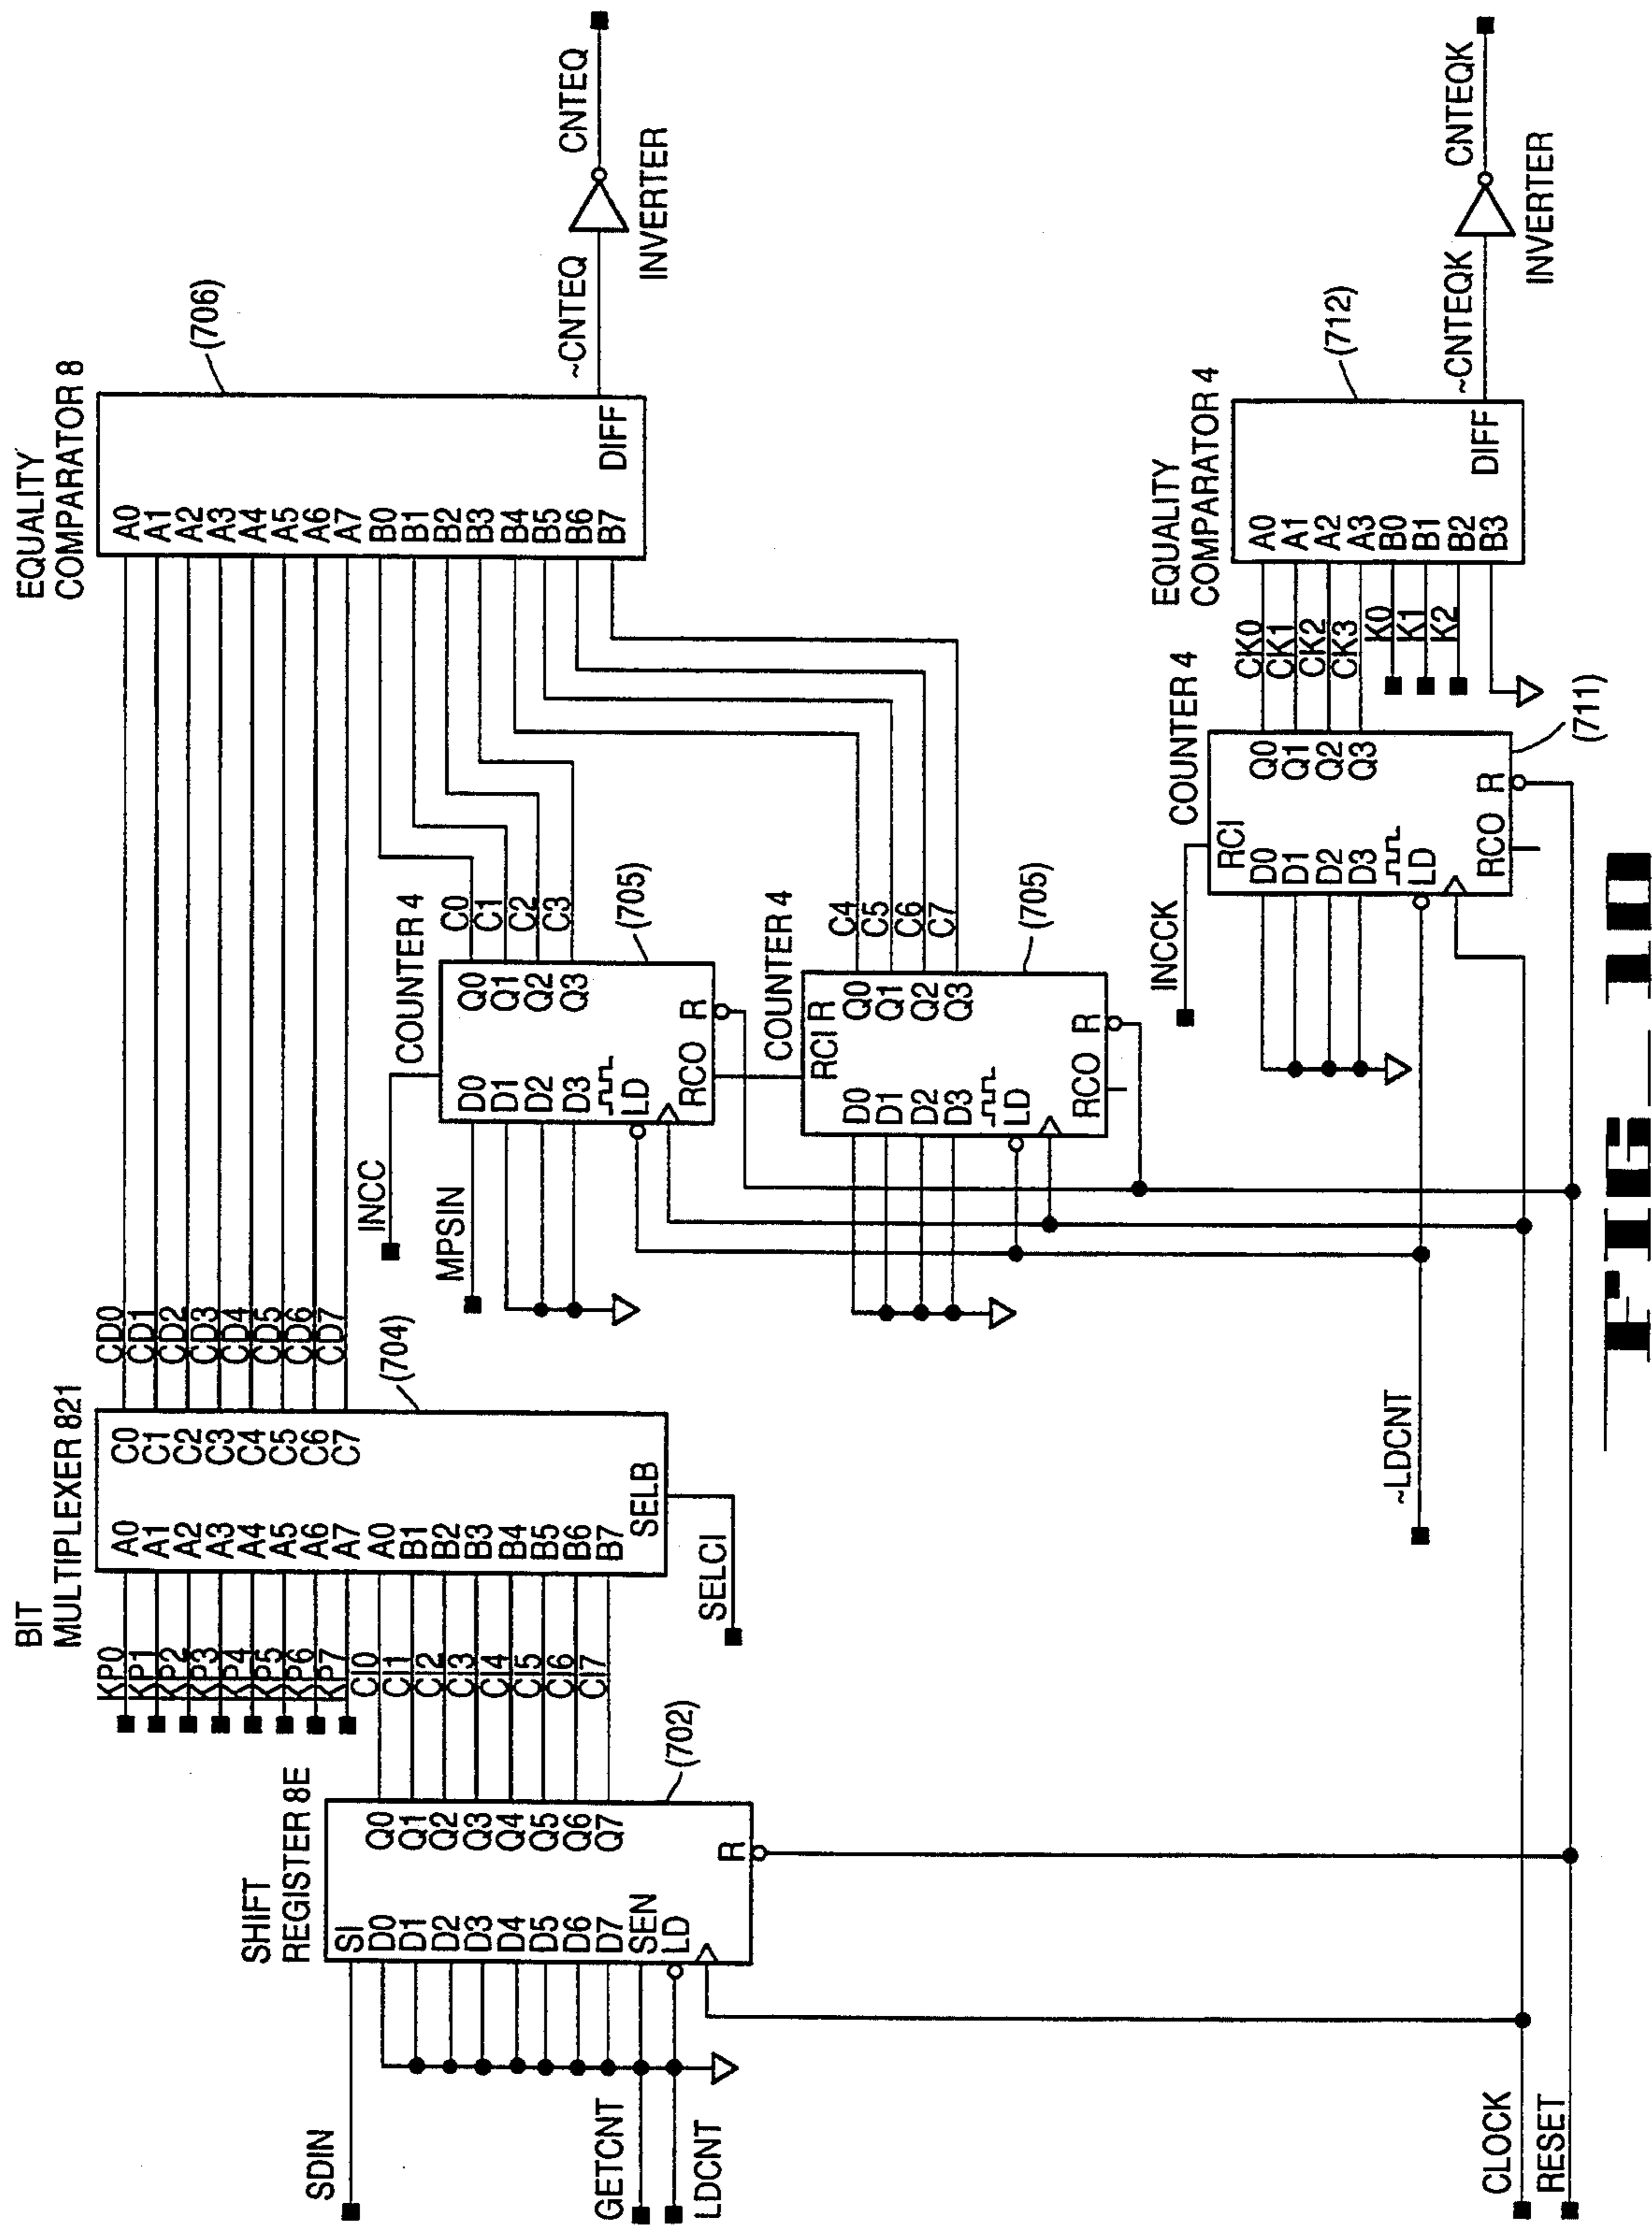 EQUALITY
COMPARATOR 8
(706)
A0
A1
A2
A3
A4
A5
A6
A7
B0
B1
B2
B3
B4
B5
B6
B7
DIFF
~CNTEQ
CNTEQ
INVERTER
BIT
MULTIPLEXER 821
(704)
KP0
KP1
KP2
KP3
KP4
KP5
KP6
KP7
CI0
CI1
CI2
CI3
CI4
CI5
CI6
CI7
A0
A1
A2
A3
A4
A5
A6
A7
A0
B1
B2
B3
B4
B5
B6
B7
C0
C1
C2
C3
C4
C5
C6
C7
SELB
SELCI
CD0
CD1
CD2
CD3
CD4
CD5
CD6
CD7
SHIFT
REGISTER 8E
(702)
SI
D0
D1
D2
D3
D4
D5
D6
D7
SEN
LD
Q0
Q1
Q2
Q3
Q4
Q5
Q6
Q7
R
SDIN
GETCNT
LDCNT
INCC
MPSIN
COUNTER 4
(705)
D0
D1
D2
D3
LD
RCO R
Q0
Q1
Q2
Q3
C0
C1
C2
C3
COUNTER 4
(705)
RCI R
D0
D1
D2
D3
LD
RCO R
Q0
Q1
Q2
Q3
C4
C5
C6
C7
INCCK
COUNTER 4
(711)
RCI
D0
D1
D2
D3
LD
RCO R
Q0
Q1
Q2
Q3
CK0
CK1
CK2
CK3
K0
K1
K2
EQUALITY
COMPARATOR 4
(712)
A0
A1
A2
A3
B0
B1
B2
B3
DIFF
~CNTEQK
CNTEQK
INVERTER
~LDCNT
CLOCK
RESET